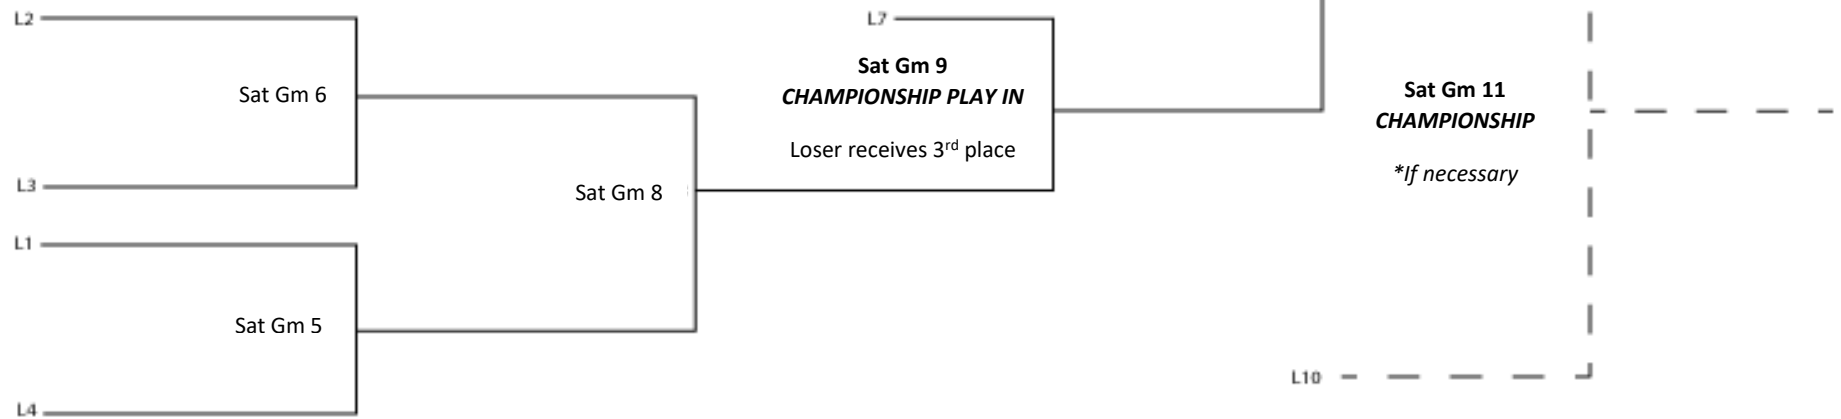 L2
L7
Sat Gm 9
CHAMPIONSHIP PLAY IN
Loser receives 3rd place
Sat Gm 6
Sat Gm 11
CHAMPIONSHIP
*If necessary
L3
Sat Gm 8
L1
Sat Gm 5
L10
L4